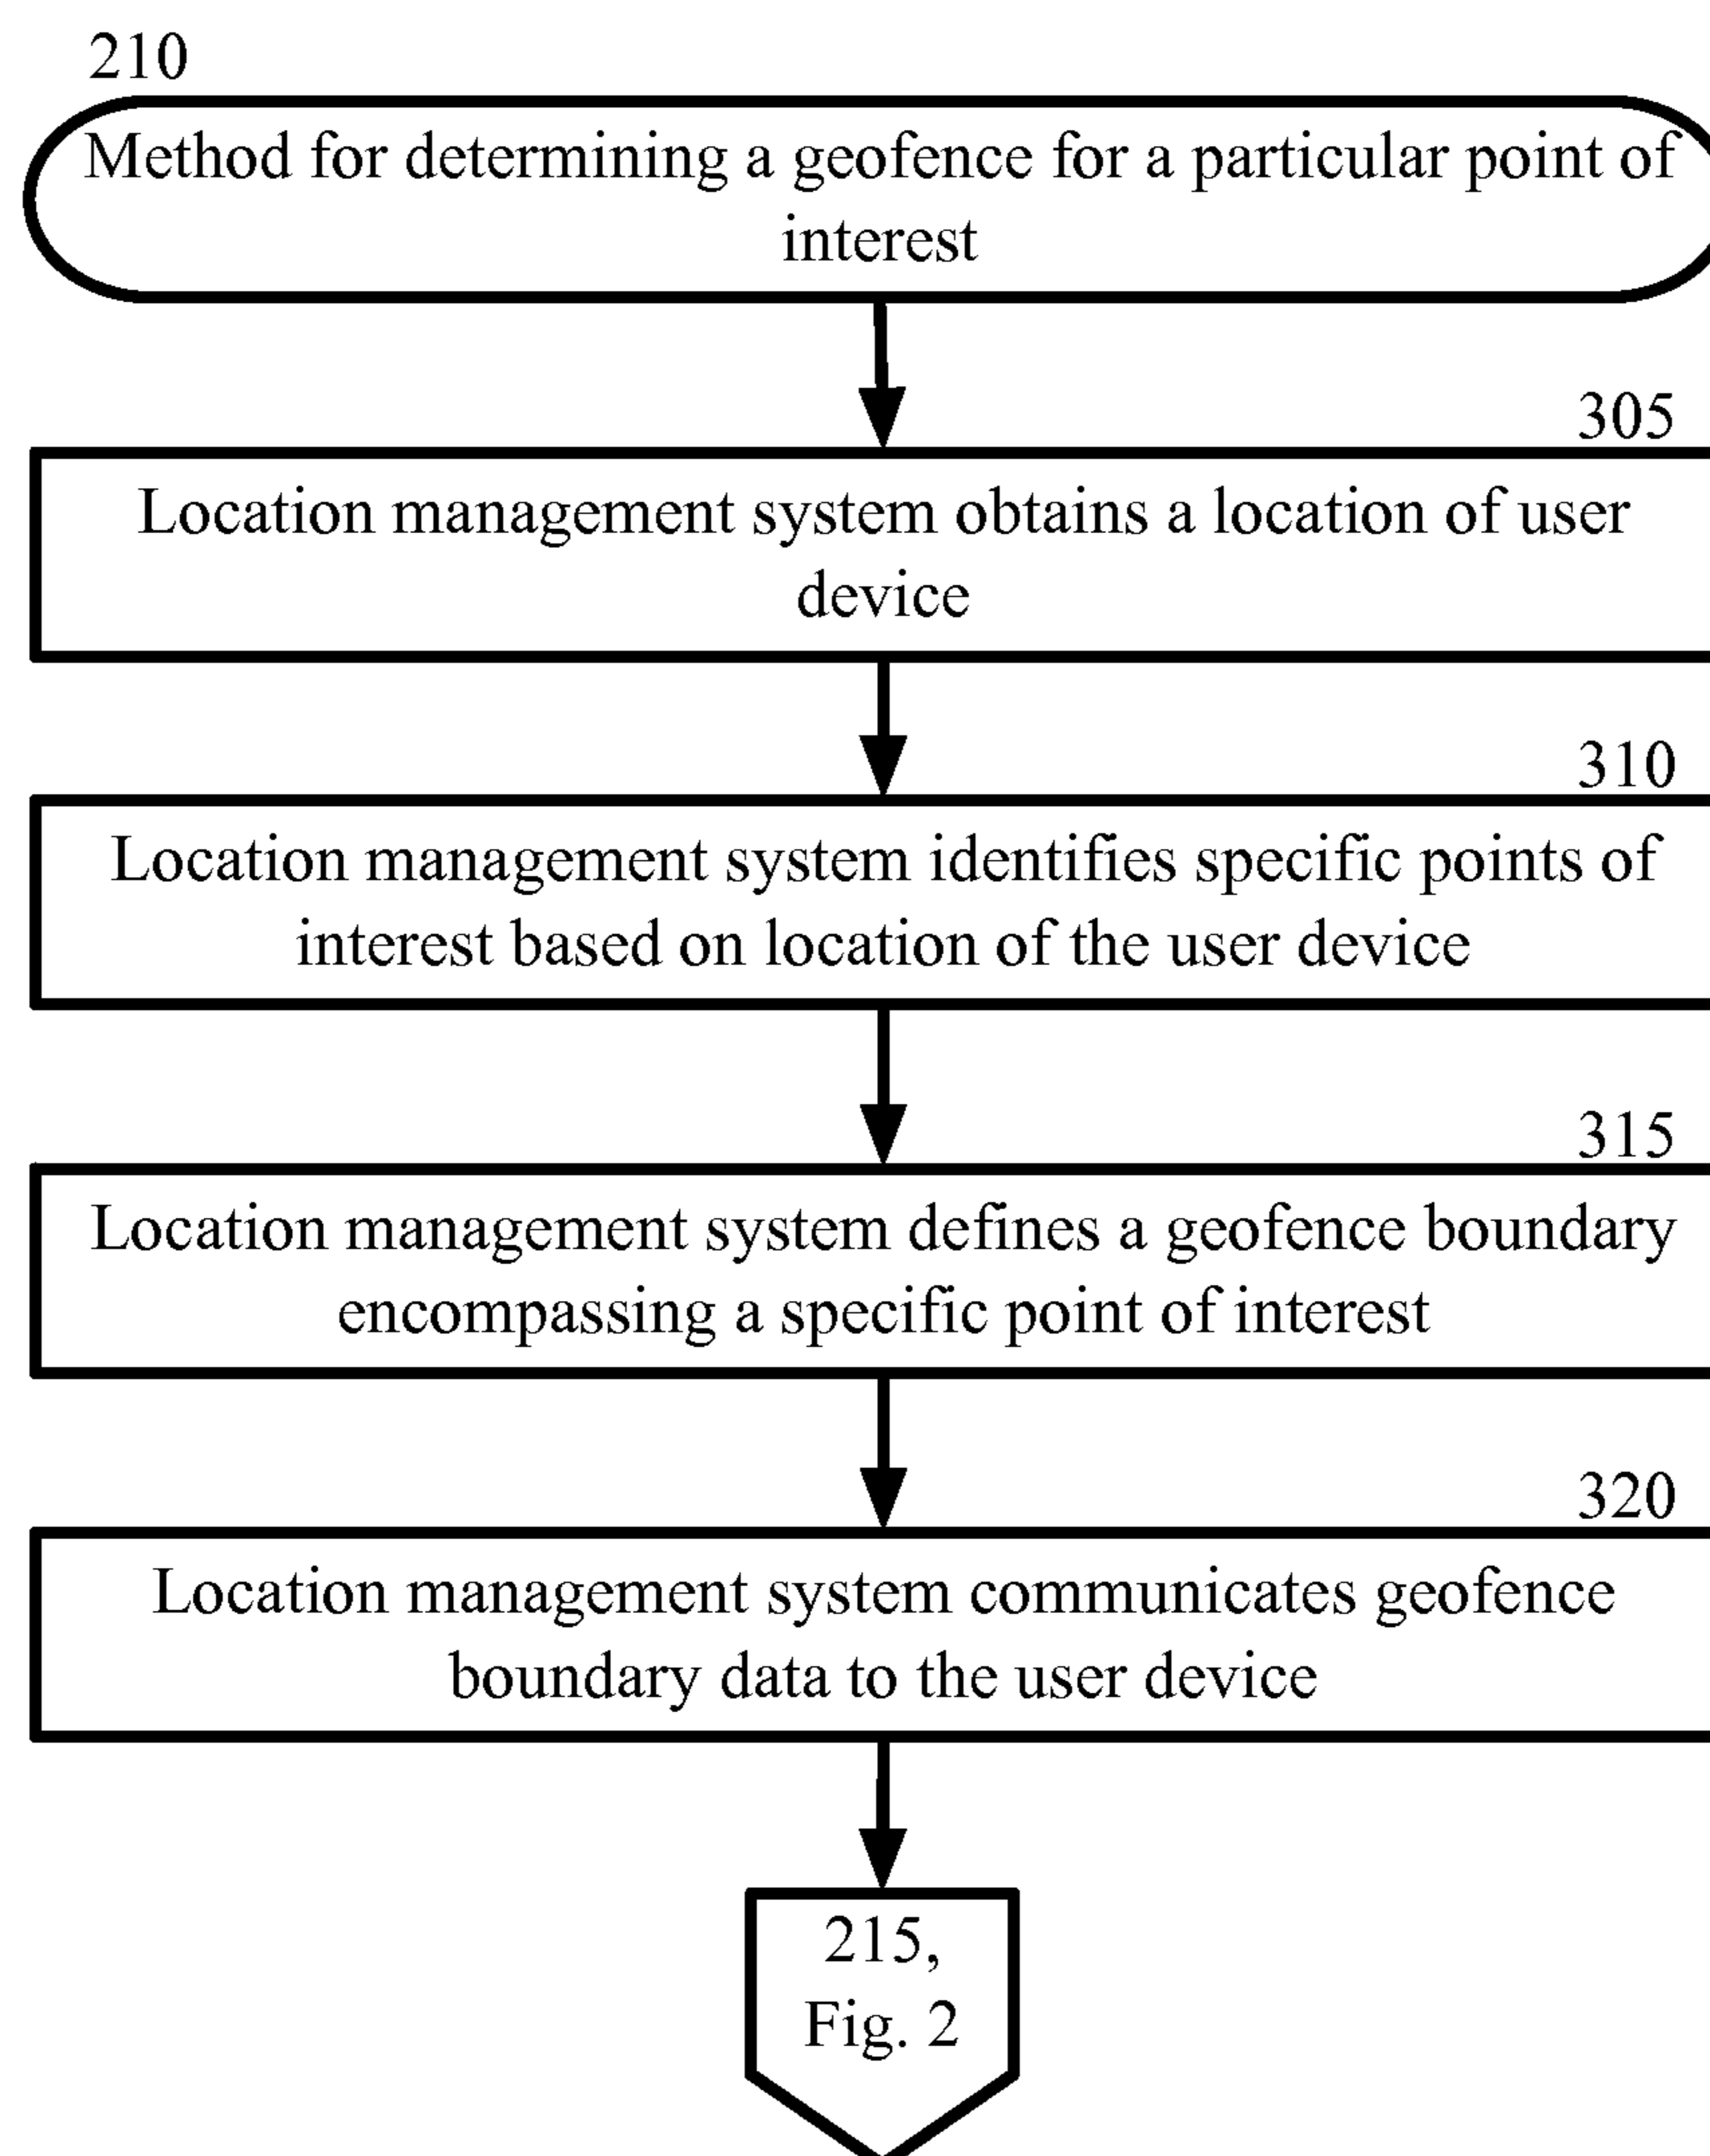 210
Method for determining a geofence for a particular point of
interest
305
Location management system obtains a location of user
device
310
Location management system identifies specific points of
interest based on location of the user device
315
Location management system defines a geofence boundary
encompassing a specific point of interest
320
Location management system communicates geofence
boundary data to the user device
215,
Fig. 2